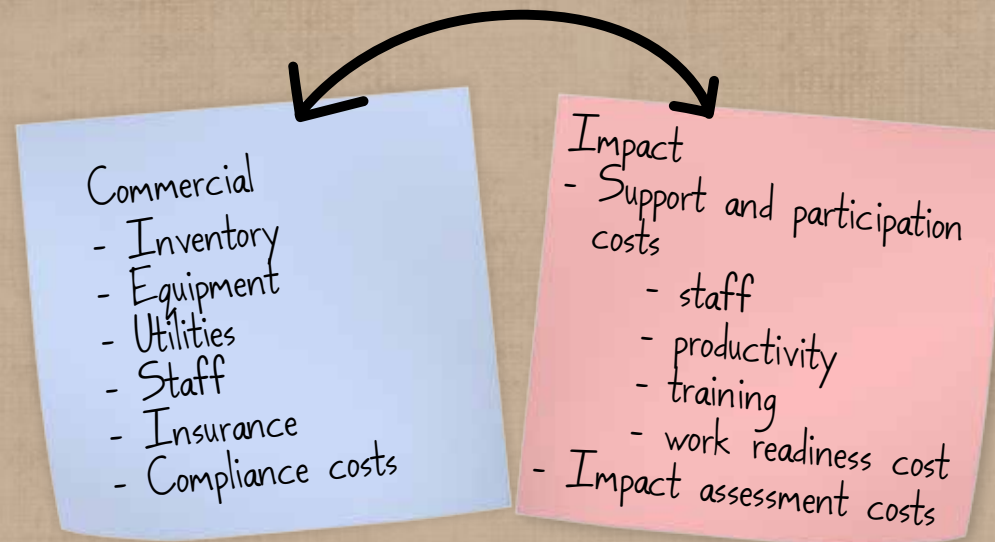 Commercial
- Inventory
- Equipment
- Utilities
- Staff
- Insurance
- Compliance costs
Impact
- Support and participation
costs
- staff
- productivity
- training
- work readiness cost
- Impact assessment costs